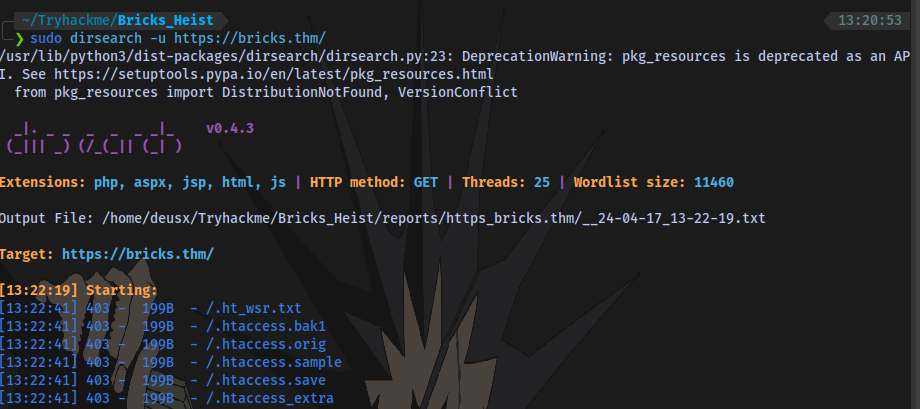 ~/Tryhackme/Bricks_Heist 13:20:53
❯ sudo dirsearch -u https://bricks.thm/
/usr/lib/python3/dist-packages/dirsearch/dirsearch.py:23: DeprecationWarning: pkg_resources is deprecated as an AP
I. See https://setuptools.pypa.io/en/latest/pkg_resources.html
  from pkg_resources import DistributionNotFound, VersionConflict
  _|. _ _  _  _  _ _|_    v0.4.3
 (_||| _) (/_(_|| (_| )
Extensions: php, aspx, jsp, html, js | HTTP method: GET | Threads: 25 | Wordlist size: 11460
Output File: /home/deusx/Tryhackme/Bricks_Heist/reports/https_bricks.thm/__24-04-17_13-22-19.txt
Target: https://bricks.thm/
[13:22:19] Starting:
[13:22:41] 403 -  199B  - /.ht_wsr.txt
[13:22:41] 403 -  199B  - /.htaccess.bak1
[13:22:41] 403 -  199B  - /.htaccess.orig
[13:22:41] 403 -  199B  - /.htaccess.sample
[13:22:41] 403 -  199B  - /.htaccess.save
[13:22:41] 403 -  199B  - /.htaccess_extra